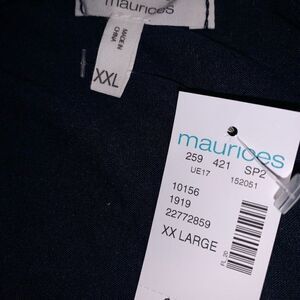 maurices
MADE IN
CHINA
XXL
maurices
259 421 SP2
UE17 152051
10156
1919
22772859
XX LARGE